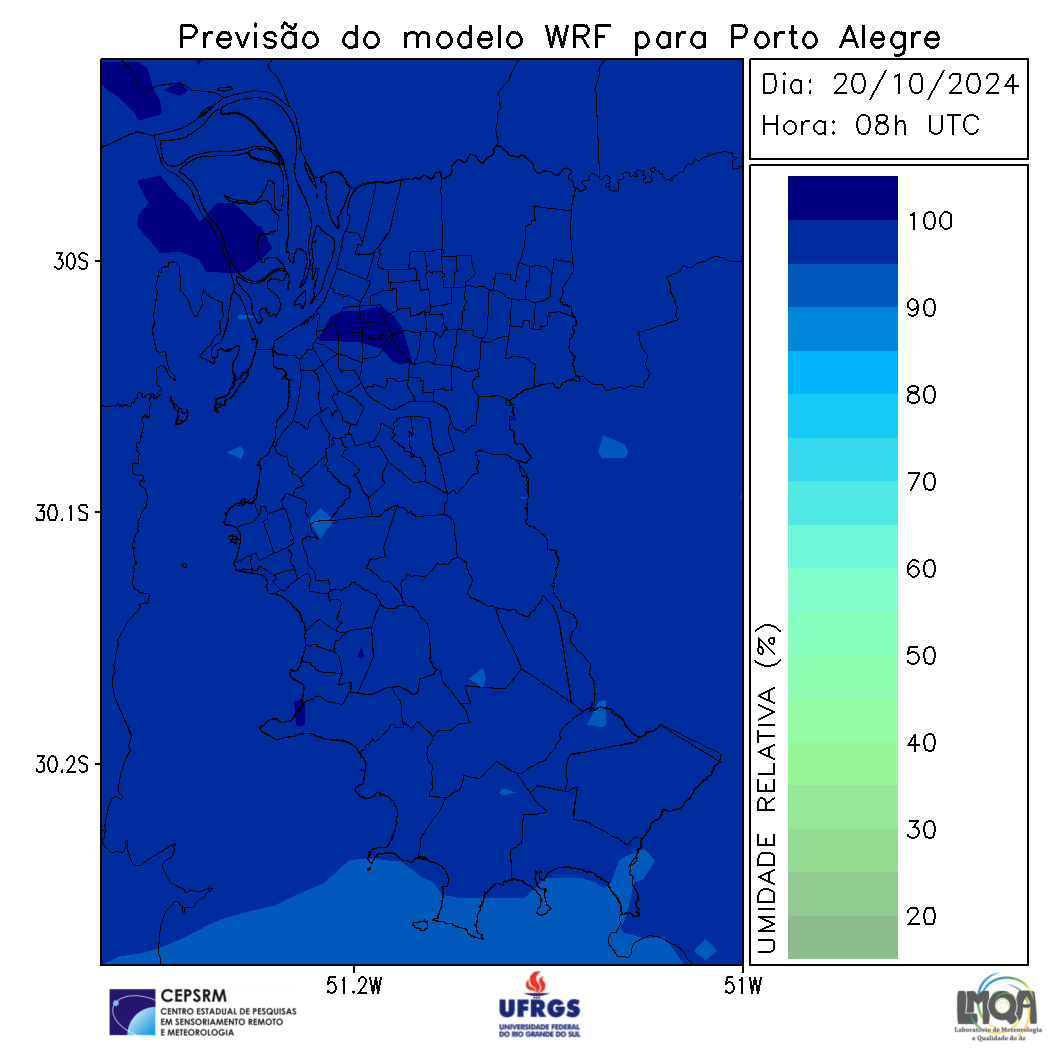 Previsão do modelo WRF para Porto Alegre
Dia: 20/10/2024
Hora: 08h UTC
100
90
80
70
60
50
40
30
20
UMIDADE RELATIVA (%)
30S
30.1S
30.2S
51.2W
51W
CEPSRM
CENTRO ESTADUAL DE PESQUISAS
EM SENSORIAMENTO REMOTO
E METEOROLOGIA
UFRGS
UNIVERSIDADE FEDERAL
DO RIO GRANDE DO SUL
LMQA
Laboratório de Meteorologia
e Qualidade do Ar